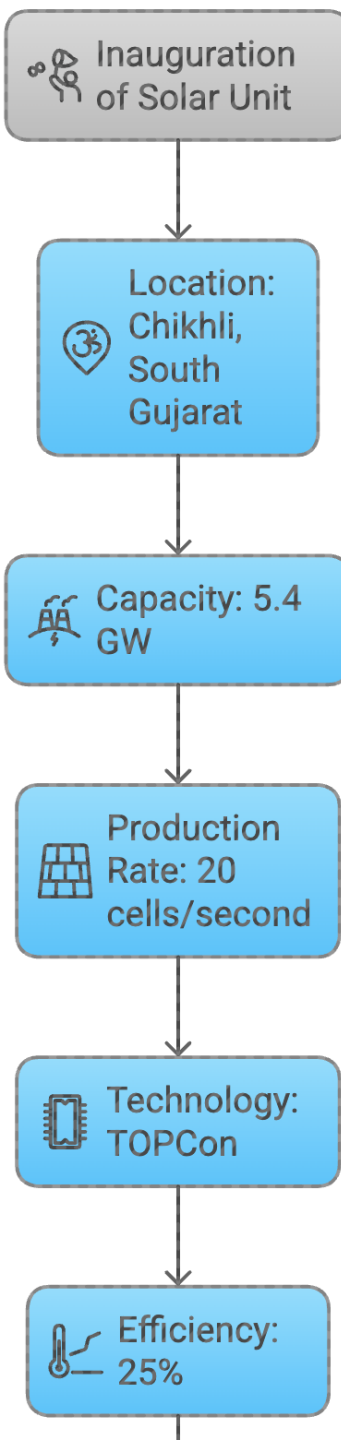 Inauguration
of Solar Unit
Location:
Chikhli,
South
Gujarat
ॐ
Capacity: 5.4
GW
Production
Rate: 20
cells/second
Technology:
TOPCon
Efficiency:
25%